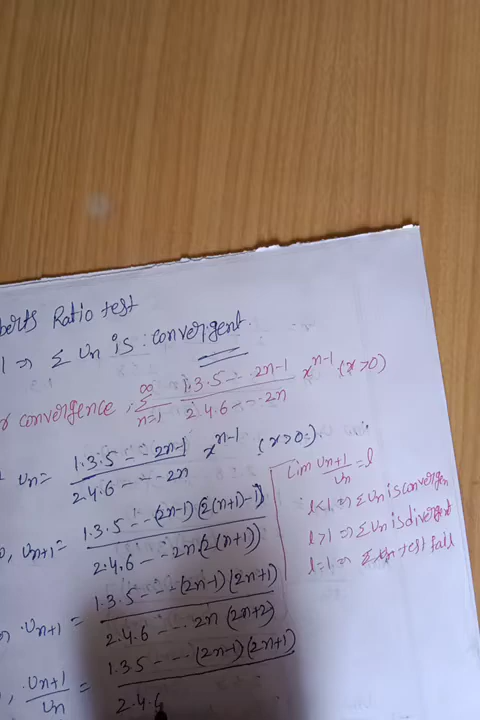 Ratio test
⇒ Σ Un is convergent.
convergence, ∞Σn=1 1.3.5---2n-1 / 2.4.6---2n x^n-1 (x>0)
Un = 1.3.5---2n-1 / 2.4.6---2n x^n-1 (x>0).
Un+1 = 1.3.5---(2n-1)(2(n+1)-1) / 2.4.6---2n(2(n+1))
Un+1 = 1.3.5---(2n-1)(2n+1) / 2.4.6---2n(2n+2)
Un+1 / Un = 1.3.5---(2n-1)(2n+1) / 2.4.6
Lim Un+1 / Un = l
l<1 ⇒ Σ Un is convergen
l>1 ⇒ Σ Un is divergent
l=1 ⇒ test fail